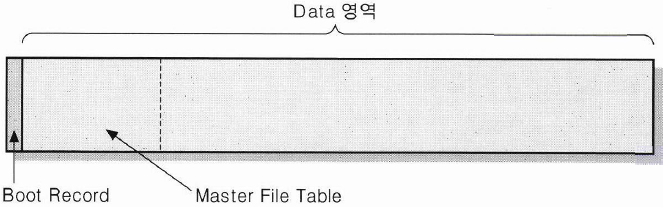 Data 영역
Boot Record
Master File Table